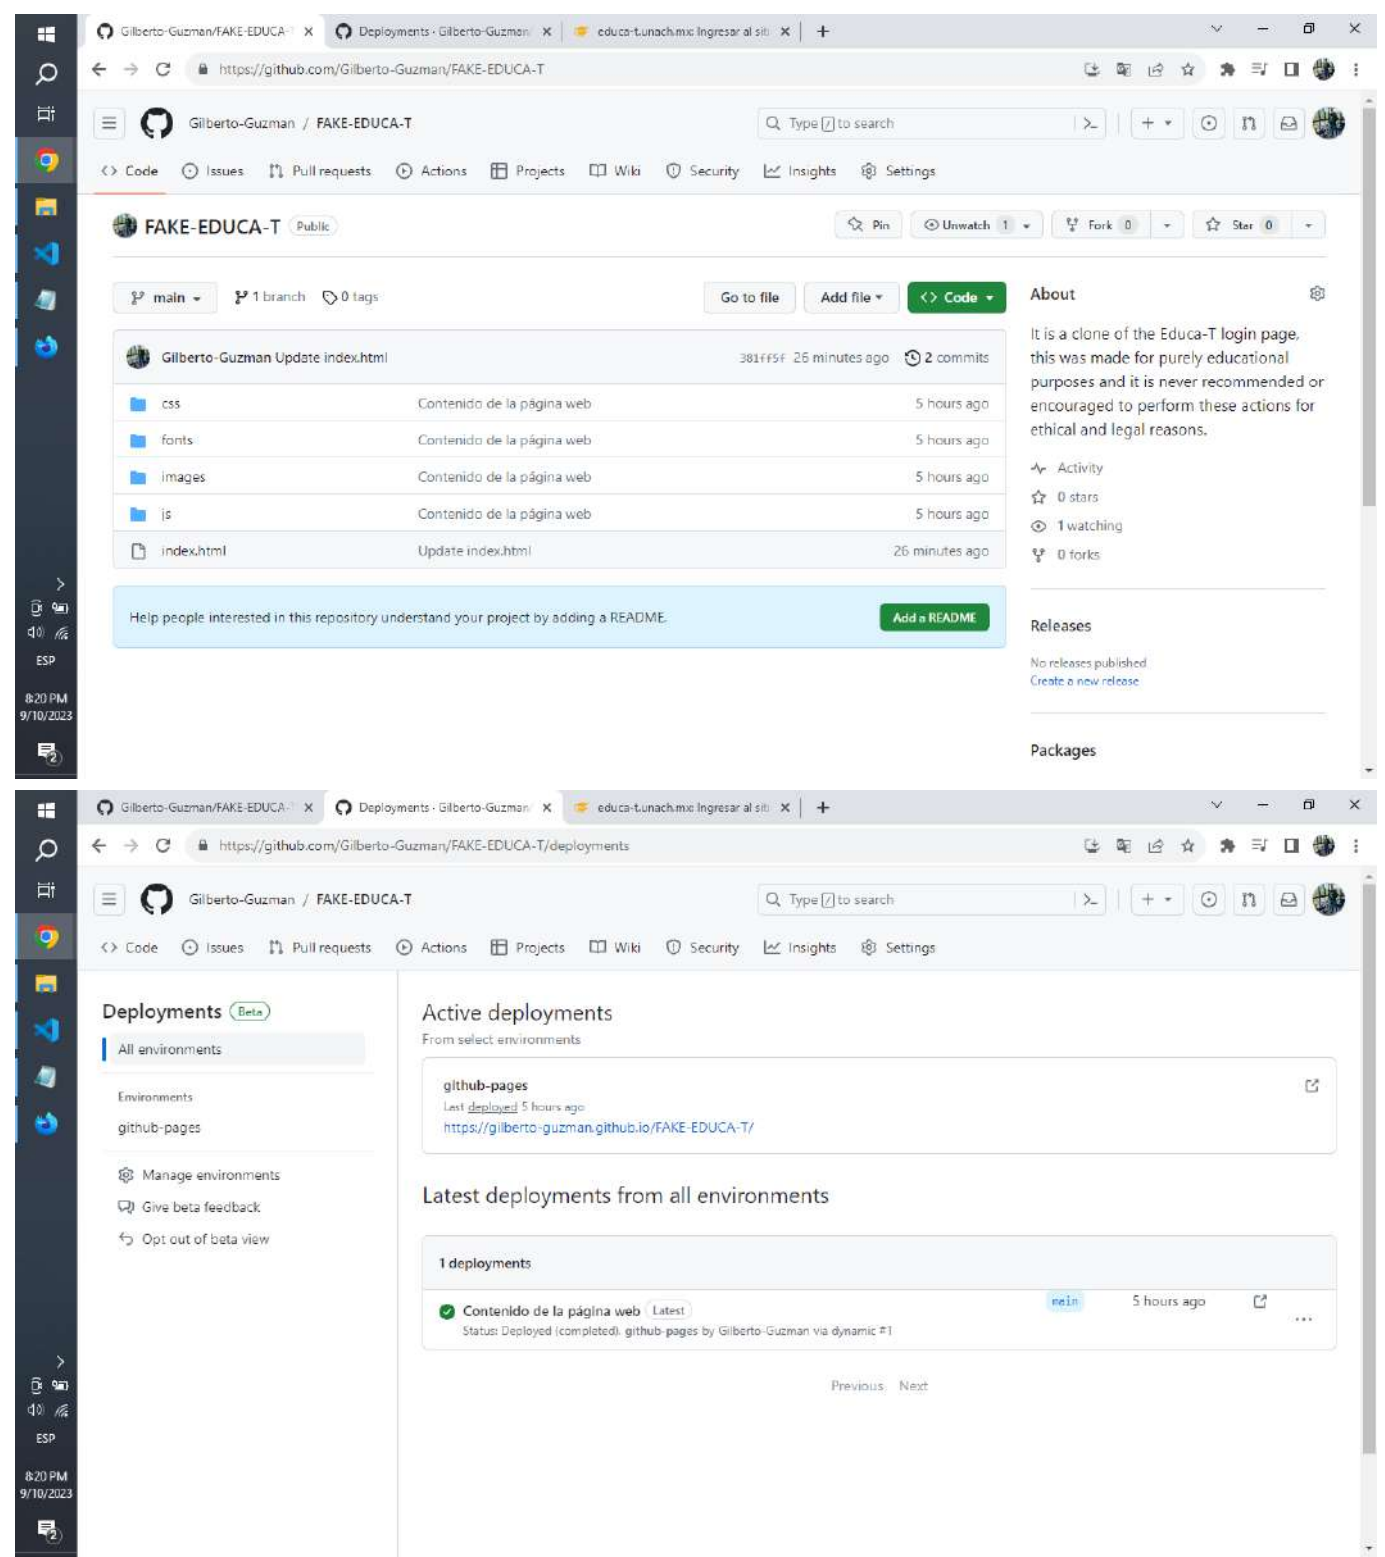 Gilberto-Guzman/FAKE-EDUCA-T
Deployments · Gilberto-Guzman
educa-t.unach.mx: Ingresar al siti
https://github.com/Gilberto-Guzman/FAKE-EDUCA-T
Gilberto-Guzman / FAKE-EDUCA-T
Type / to search
Code Issues Pull requests Actions Projects Wiki Security Insights Settings
FAKE-EDUCA-T Public
Pin Unwatch 1 Fork 0 Star 0
main 1 branch 0 tags
Go to file Add file Code
About
It is a clone of the Educa-T login page,
this was made for purely educational
purposes and it is never recommended or
encouraged to perform these actions for
ethical and legal reasons.
Gilberto-Guzman Update index.html 381ff5f 26 minutes ago 2 commits
css Contenido de la página web 5 hours ago
fonts Contenido de la página web 5 hours ago
images Contenido de la página web 5 hours ago
js Contenido de la página web 5 hours ago
index.html Update index.html 26 minutes ago
Activity
0 stars
1 watching
0 forks
Help people interested in this repository understand your project by adding a README. Add a README
Releases
No releases published
Create a new release
Packages
ESP
8:20 PM
9/10/2023
2
Gilberto-Guzman/FAKE-EDUCA-
Deployments · Gilberto-Guzman
educa-t.unach.mx: Ingresar al siti
https://github.com/Gilberto-Guzman/FAKE-EDUCA-T/deployments
Gilberto-Guzman / FAKE-EDUCA-T
Type / to search
Code Issues Pull requests Actions Projects Wiki Security Insights Settings
Deployments Beta
All environments
Environments
github-pages
Manage environments
Give beta feedback
Opt out of beta view
Active deployments
From select environments
github-pages
Last deployed 5 hours ago
https://gilberto-guzman.github.io/FAKE-EDUCA-T/
Latest deployments from all environments
1 deployments
Contenido de la página web Latest main 5 hours ago
Status: Deployed (completed). github-pages by Gilberto-Guzman via dynamic #1
Previous Next
ESP
8:20 PM
9/10/2023
2